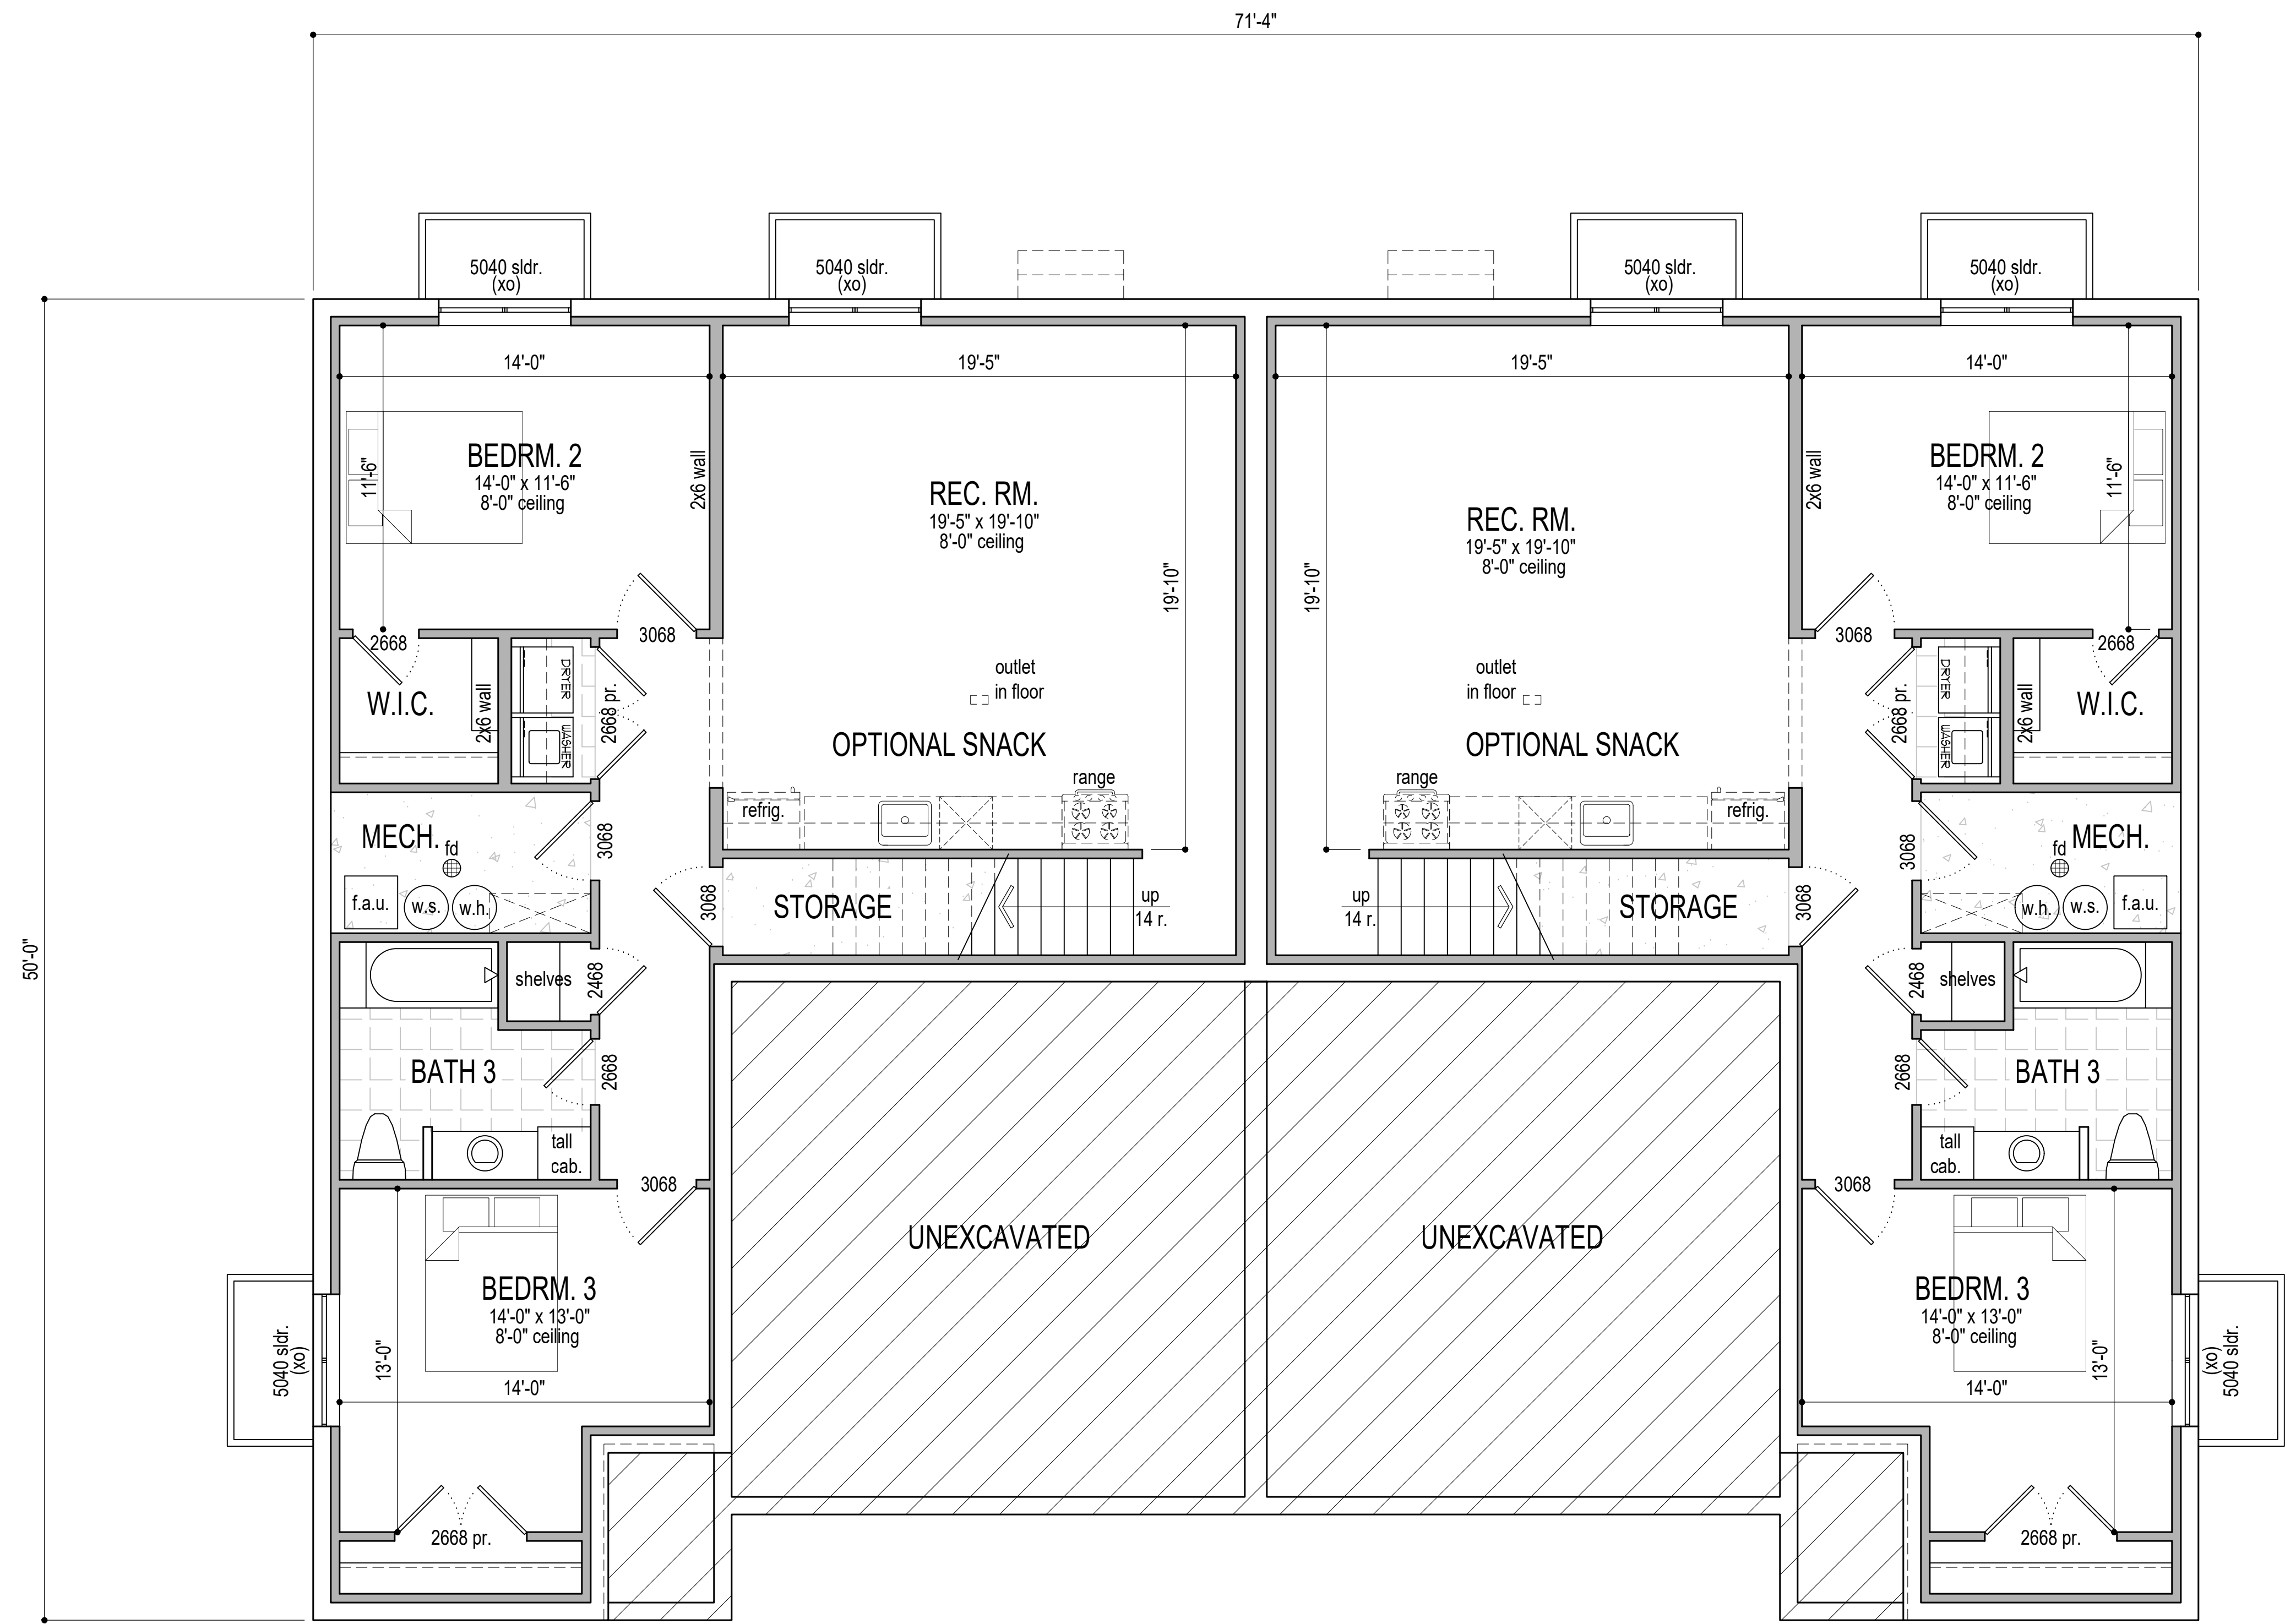 71'-4"
5040 sldr.
(xo)
5040 sldr.
(xo)
5040 sldr.
(xo)
5040 sldr.
(xo)
14'-0"
19'-5"
19'-5"
14'-0"
BEDRM. 2
14'-0" x 11'-6"
8'-0" ceiling
11'-6"
2x6 wall
REC. RM.
19'-5" x 19'-10"
8'-0" ceiling
19'-10"
REC. RM.
19'-5" x 19'-10"
8'-0" ceiling
19'-10"
2x6 wall
BEDRM. 2
14'-0" x 11'-6"
8'-0" ceiling
11'-6"
2668
3068
3068
2668
W.I.C.
2x6 wall
DRYER
WASHER
2668 pr.
outlet
in floor
OPTIONAL SNACK
outlet
in floor
OPTIONAL SNACK
2668 pr.
DRYER
WASHER
2x6 wall
W.I.C.
range
refrig.
range
refrig.
MECH.
fd
3068
f.a.u.
w.s.
w.h.
3068
STORAGE
up
14 r.
up
14 r.
STORAGE
3068
3068
MECH.
fd
w.h.
w.s.
f.a.u.
50'-0"
shelves
2468
2468
shelves
BATH 3
2668
2668
BATH 3
tall
cab.
tall
cab.
3068
3068
UNEXCAVATED
UNEXCAVATED
BEDRM. 3
14'-0" x 13'-0"
8'-0" ceiling
13'-0"
14'-0"
5040 sldr.
(xo)
BEDRM. 3
14'-0" x 13'-0"
8'-0" ceiling
13'-0"
14'-0"
(xo)
5040 sldr.
2668 pr.
2668 pr.